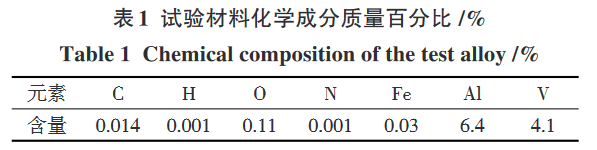 表1 试验材料化学成分质量百分比 /%
Table 1 Chemical composition of the test alloy /%
元素 C H O N Fe Al V
含量 0.014 0.001 0.11 0.001 0.03 6.4 4.1